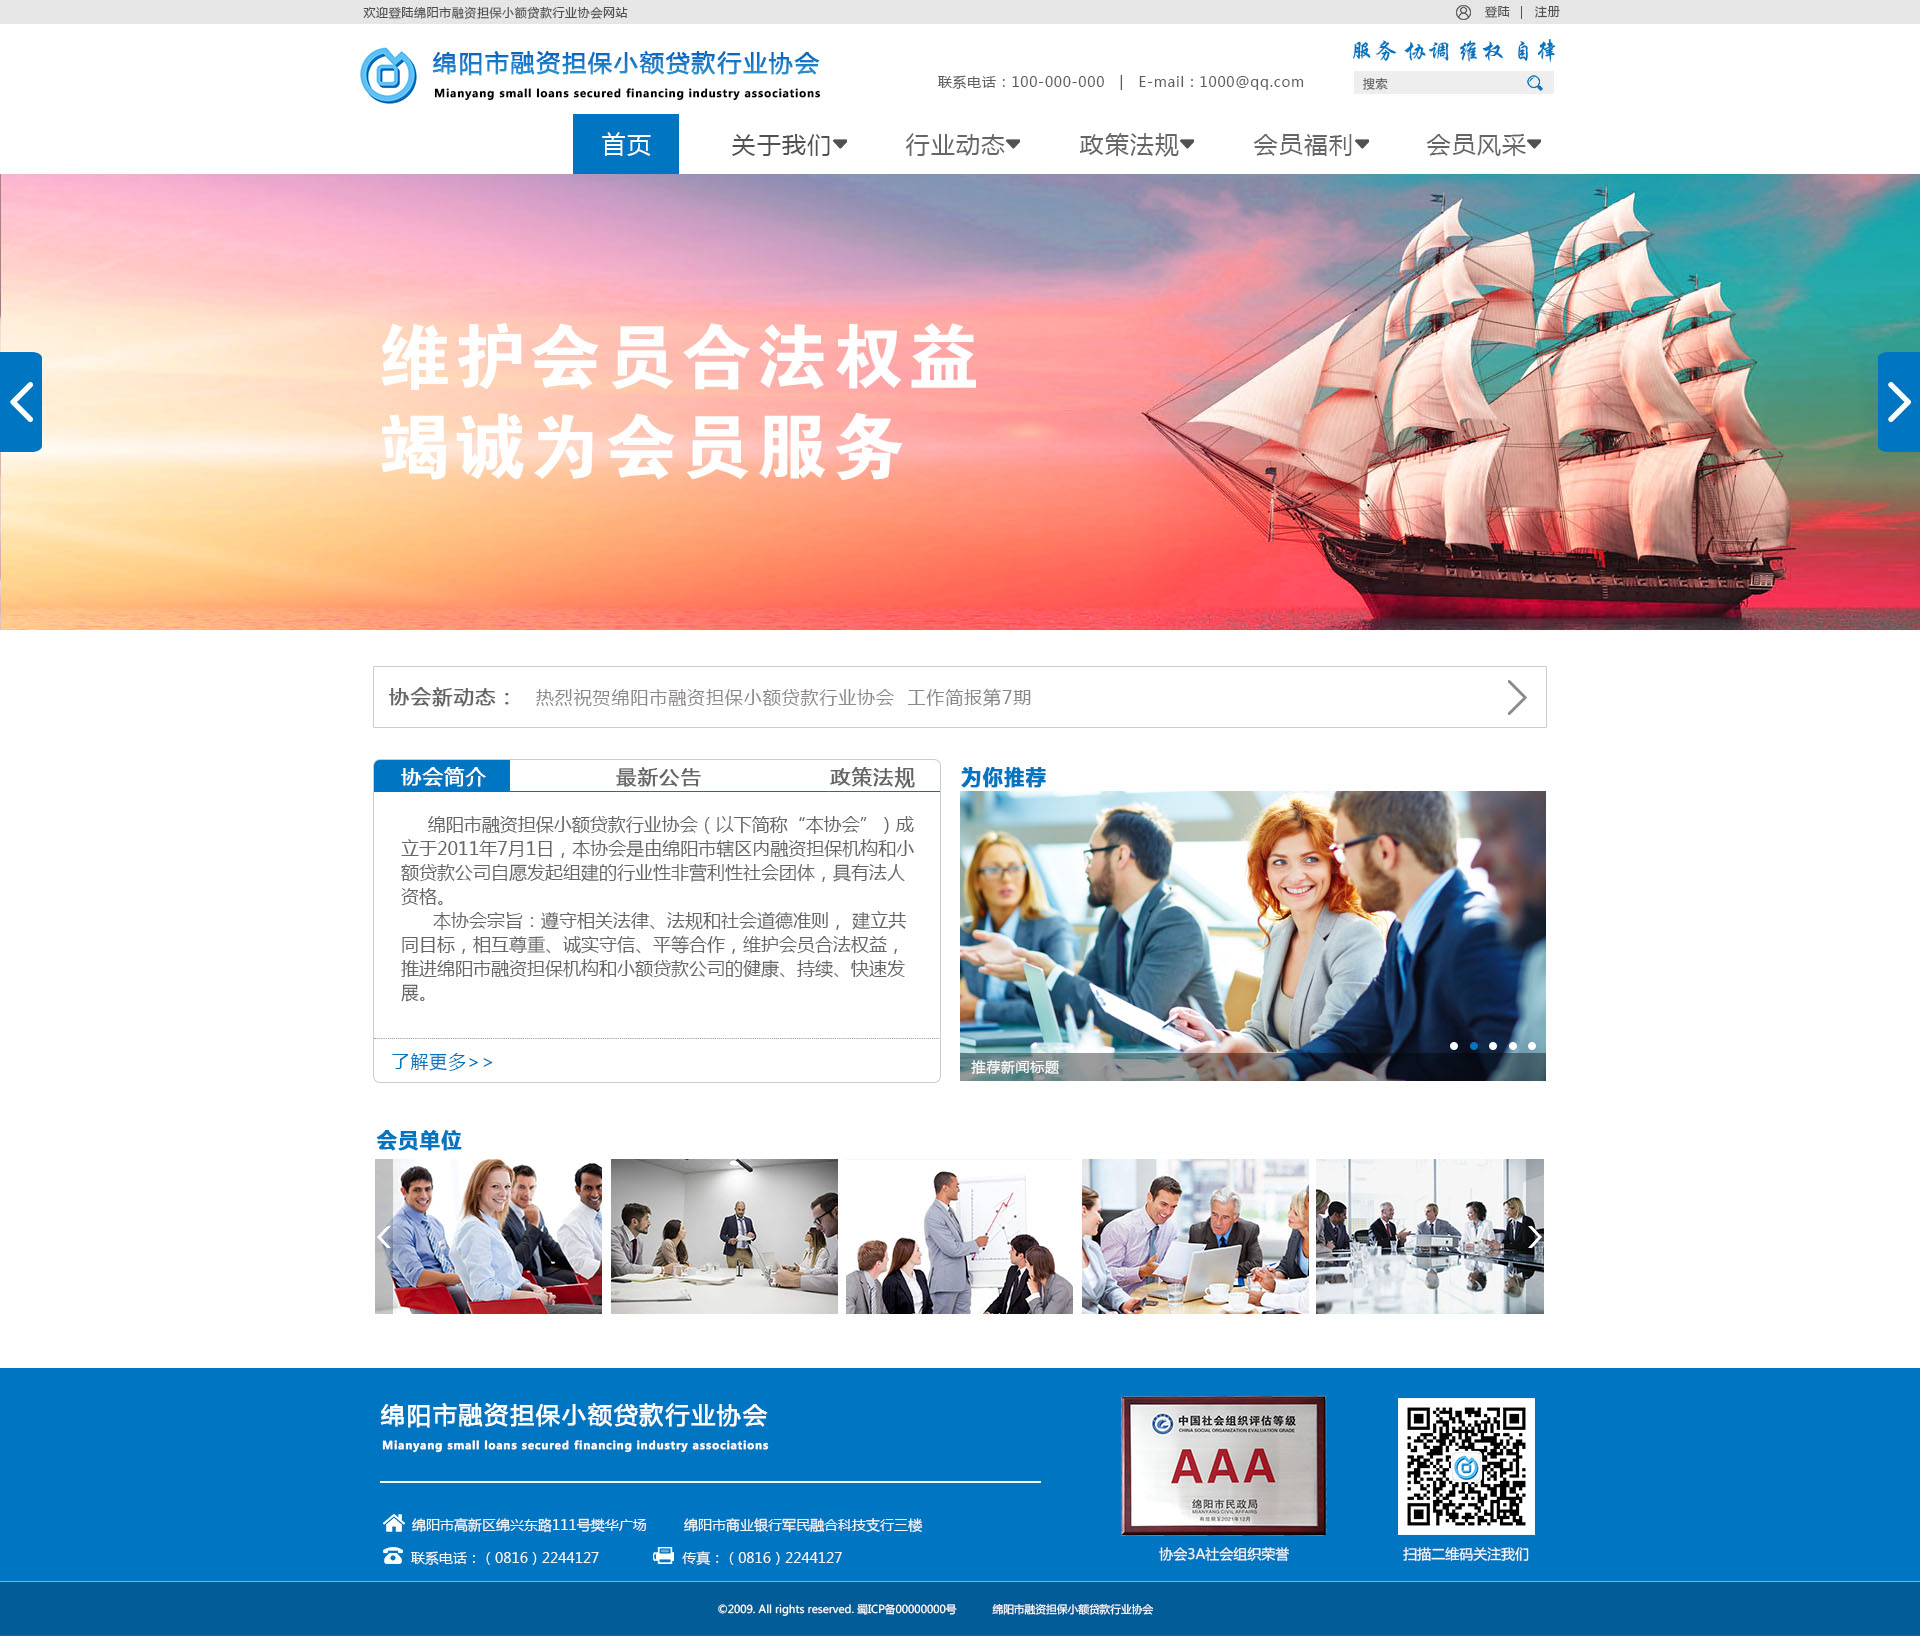 欢迎登陆绵阳市融资担保小额贷款行业协会网站
登陆 | 注册
绵阳市融资担保小额贷款行业协会
Mianyang small loans secured financing industry associations
联系电话：100-000-000 | E-mail：1000@qq.com
服务 协调 维权 自律
搜索
首页 关于我们 行业动态 政策法规 会员福利 会员风采
维护会员合法权益
竭诚为会员服务
协会新动态： 热烈祝贺绵阳市融资担保小额贷款行业协会 工作简报第7期
协会简介 最新公告 政策法规
绵阳市融资担保小额贷款行业协会（以下简称“本协会”）成
立于2011年7月1日，本协会是由绵阳市辖区内融资担保机构和小
额贷款公司自愿发起组建的行业性非营利性社会团体，具有法人
资格。
本协会宗旨：遵守相关法律、法规和社会道德准则， 建立共
同目标，相互尊重、诚实守信、平等合作，维护会员合法权益，
推进绵阳市融资担保机构和小额贷款公司的健康、持续、快速发
展。
了解更多>>
为你推荐
推荐新闻标题
会员单位
绵阳市融资担保小额贷款行业协会
Mianyang small loans secured financing industry associations
绵阳市高新区绵兴东路111号樊华广场 绵阳市商业银行军民融合科技支行三楼
联系电话：（0816）2244127 传真：（0816）2244127
中国社会组织评估等级
CHINA SOCIAL ORGANIZATION EVALUATION GRADE
AAA
绵阳市民政局
MIANYANG CIVIL AFFAIRS
有效期至2021年12月
协会3A社会组织荣誉
扫描二维码关注我们
©2009. All rights reserved. 蜀ICP备00000000号 绵阳市融资担保小额贷款行业协会